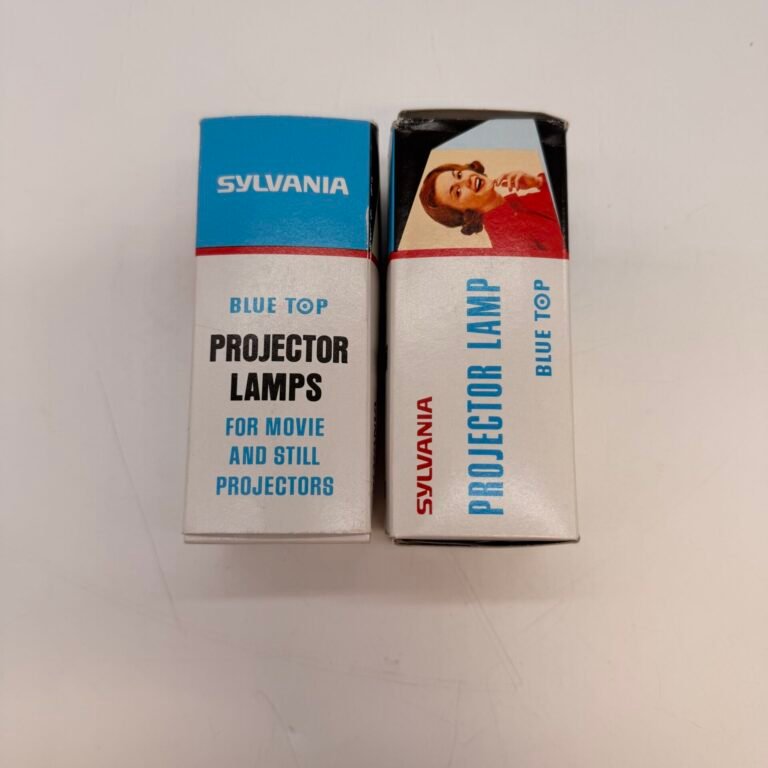 SYLVANIA
BLUE TOP
PROJECTOR
LAMPS
FOR MOVIE
AND STILL
PROJECTORS
SYLVANIA
PROJECTOR LAMP
BLUE TOP